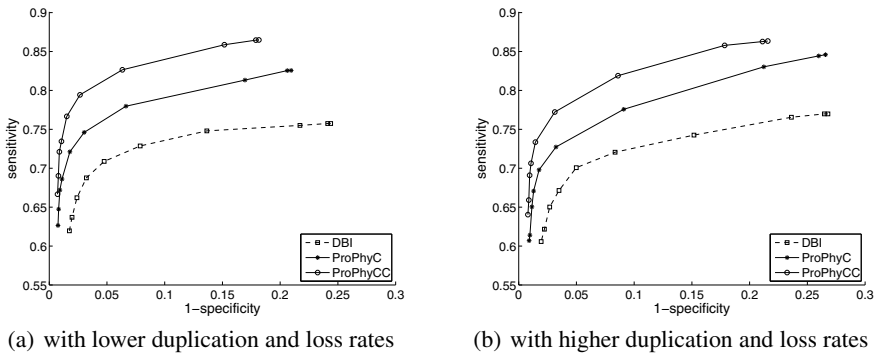 0.9
0.85
0.8
0.75
0.7
0.65
0.6
0.55
0
0.05
0.1
0.15
0.2
0.25
0.3
sensitivity
1−specificity
DBI
ProPhyC
ProPhyCC
(a) with lower duplication and loss rates
0.9
0.85
0.8
0.75
0.7
0.65
0.6
0.55
0
0.05
0.1
0.15
0.2
0.25
0.3
sensitivity
1−specificity
DBI
ProPhyC
ProPhyCC
(b) with higher duplication and loss rates